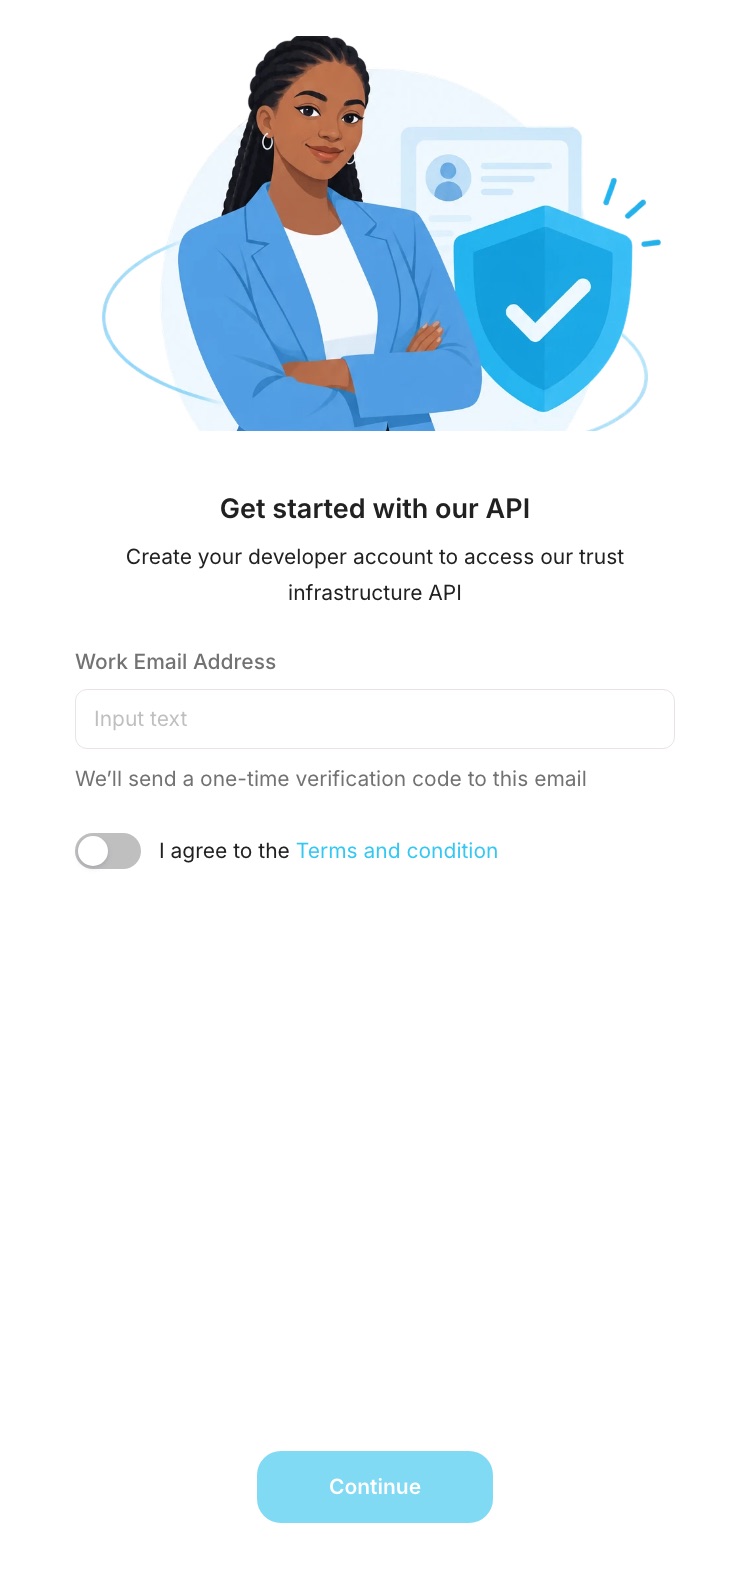 Get started with our API
Create your developer account to access our trust
infrastructure API
Work Email Address
Input text
We’ll send a one-time verification code to this email
I agree to the Terms and condition
Continue